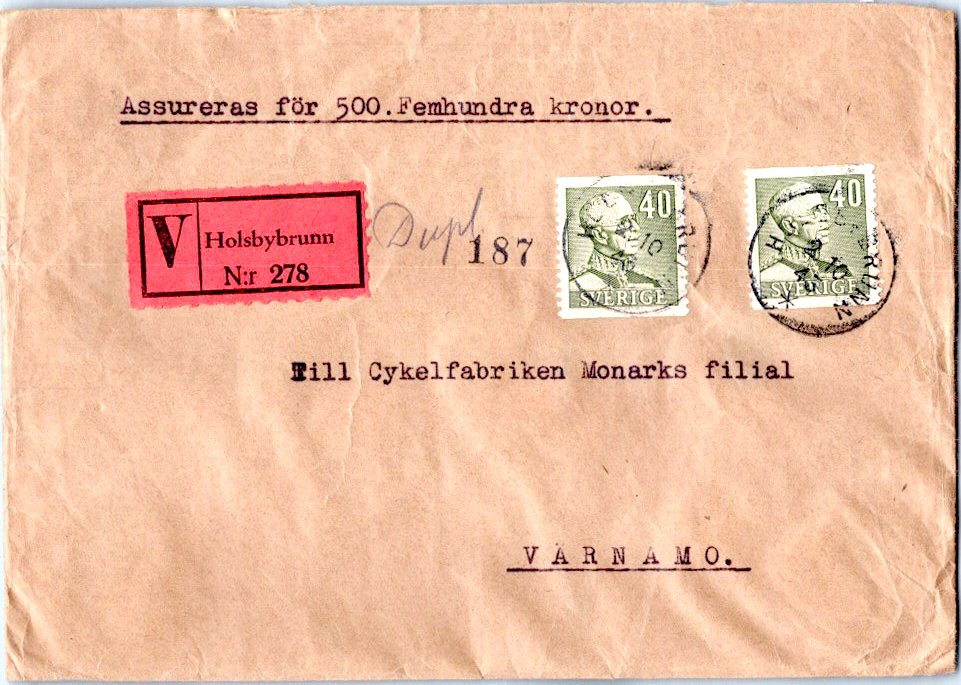 Assureras för 500.Femhundra kronor.
V
Holsbybrunn
N:r 278
Dupl
187
40
SVERIGE
40
SVERIGE
Till Cykelfabriken Monarks filial
VÄRNAMO.